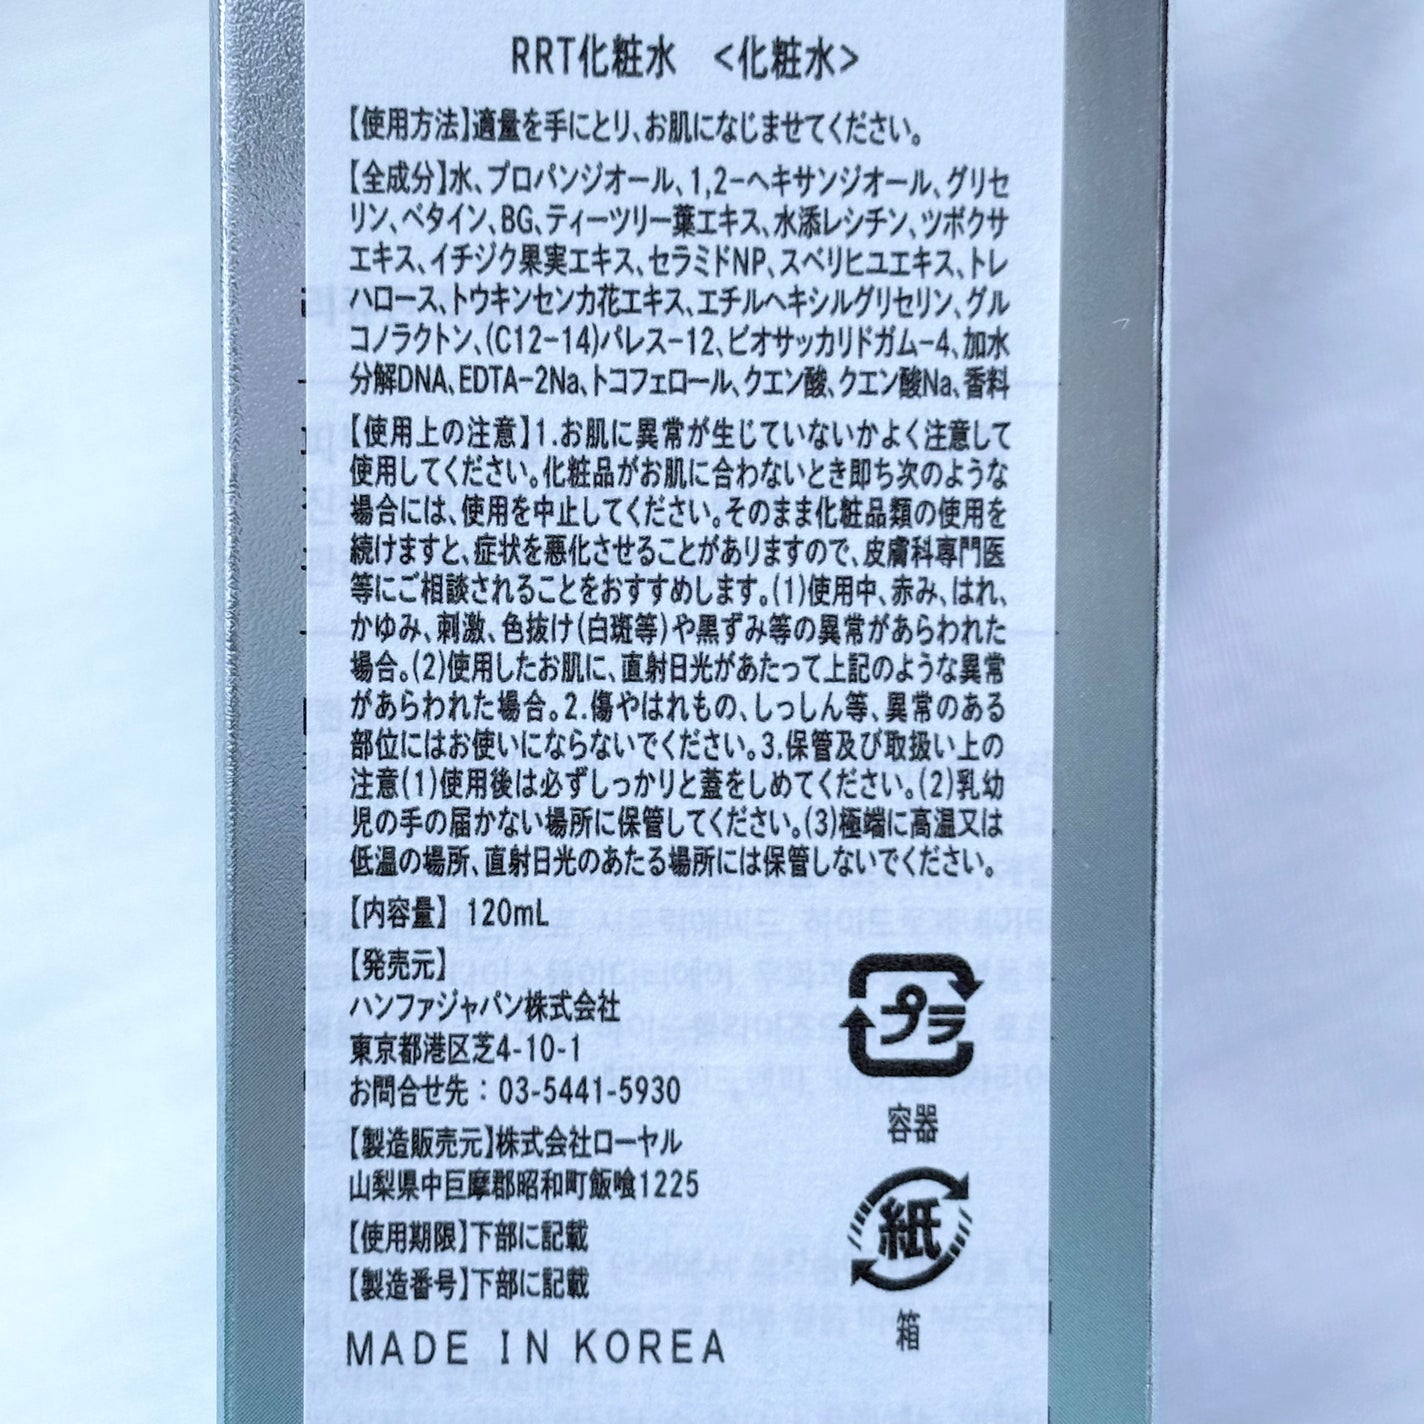 RRT化粧水　<化粧水>
【使用方法】適量を手にとり、お肌になじませてください。
【全成分】水、プロパンジオール、1,2-ヘキサンジオール、グリセ
リン、ベタイン、BG、ティーツリー葉エキス、水添レシチン、ツボクサ
エキス、イチジク果実エキス、セラミドNP、スベリヒユエキス、トレ
ハロース、トウキンセンカ花エキス、エチルヘキシルグリセリン、グル
コノラクトン、(C12-14)パレス-12、ビオサッカリドガム-4、加水
分解DNA、EDTA-2Na、トコフェロール、クエン酸、クエン酸Na、香料
【使用上の注意】1.お肌に異常が生じていないかよく注意して
使用してください。化粧品がお肌に合わないとき即ち次のような
場合には、使用を中止してください。そのまま化粧品類の使用を
続けますと、症状を悪化させることがありますので、皮膚科専門医
等にご相談されることをおすすめします。(1)使用中、赤み、はれ、
かゆみ、刺激、色抜け(白斑等)や黒ずみ等の異常があらわれた
場合。(2)使用したお肌に、直射日光があたって上記のような異常
があらわれた場合。2.傷やはれもの、しっしん等、異常のある
部位にはお使いにならないでください。3.保管及び取扱い上の
注意(1)使用後は必ずしっかりと蓋をしめてください。(2)乳幼
児の手の届かない場所に保管してください。(3)極端に高温又は
低温の場所、直射日光のあたる場所には保管しないでください。
【内容量】 120mL
【発売元】
ハンファジャパン株式会社
東京都港区芝4-10-1
お問合せ先：03-5441-5930
【製造販売元】株式会社ローヤル
山梨県中巨摩郡昭和町飯喰1225
【使用期限】下部に記載
【製造番号】下部に記載
MADE IN KOREA
プラ
容器
紙
箱